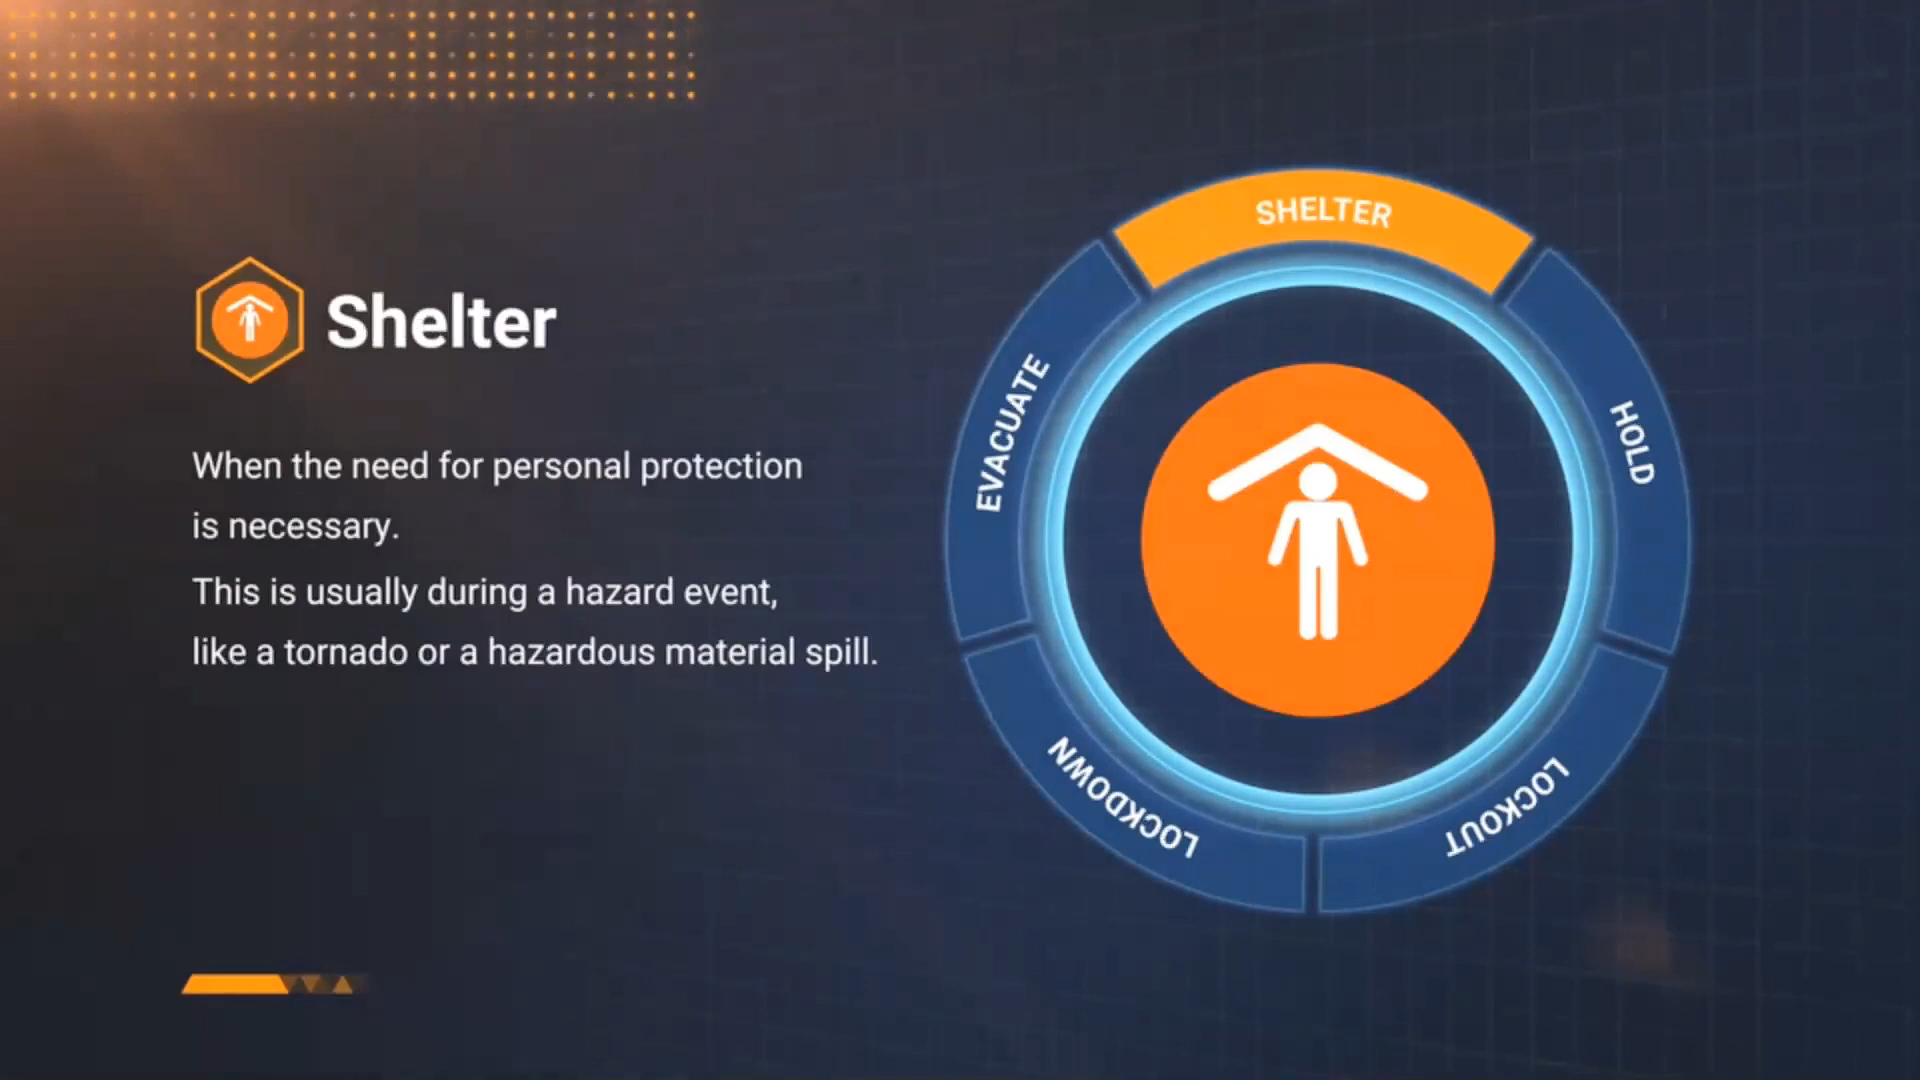 Shelter
When the need for personal protection
is necessary.
This is usually during a hazard event,
like a tornado or a hazardous material spill.
SHELTER
HOLD
LOCKOUT
LOCKDOWN
EVACUATE